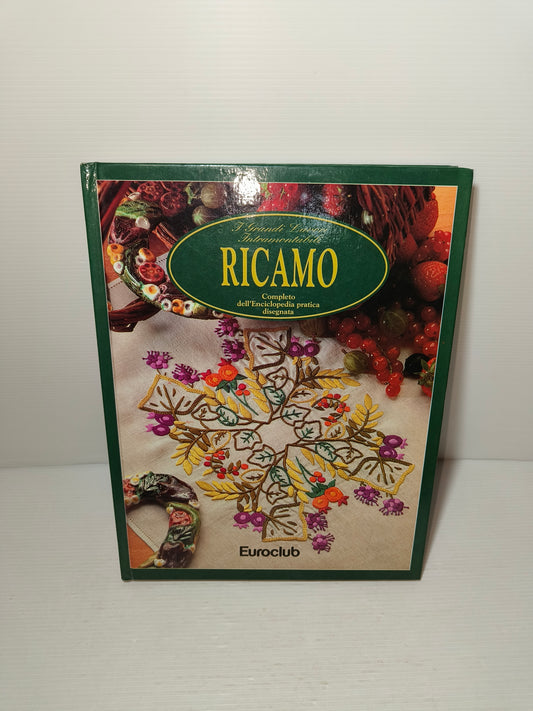 I Grandi Lavori
Intramontabili
RICAMO
Completo
dell'Enciclopedia pratica
disegnata
Euroclub